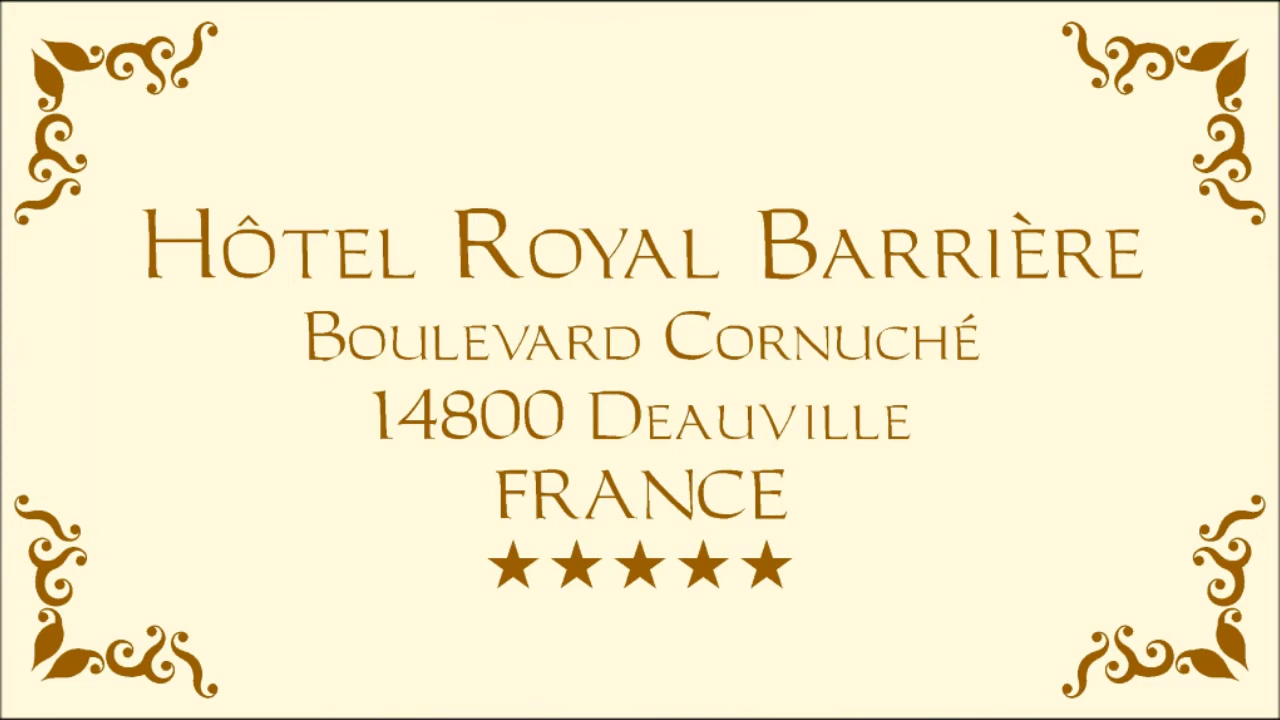 Hôtel Royal Barrière
Boulevard Cornuché
14800 Deauville
FRANCE
★★★★★